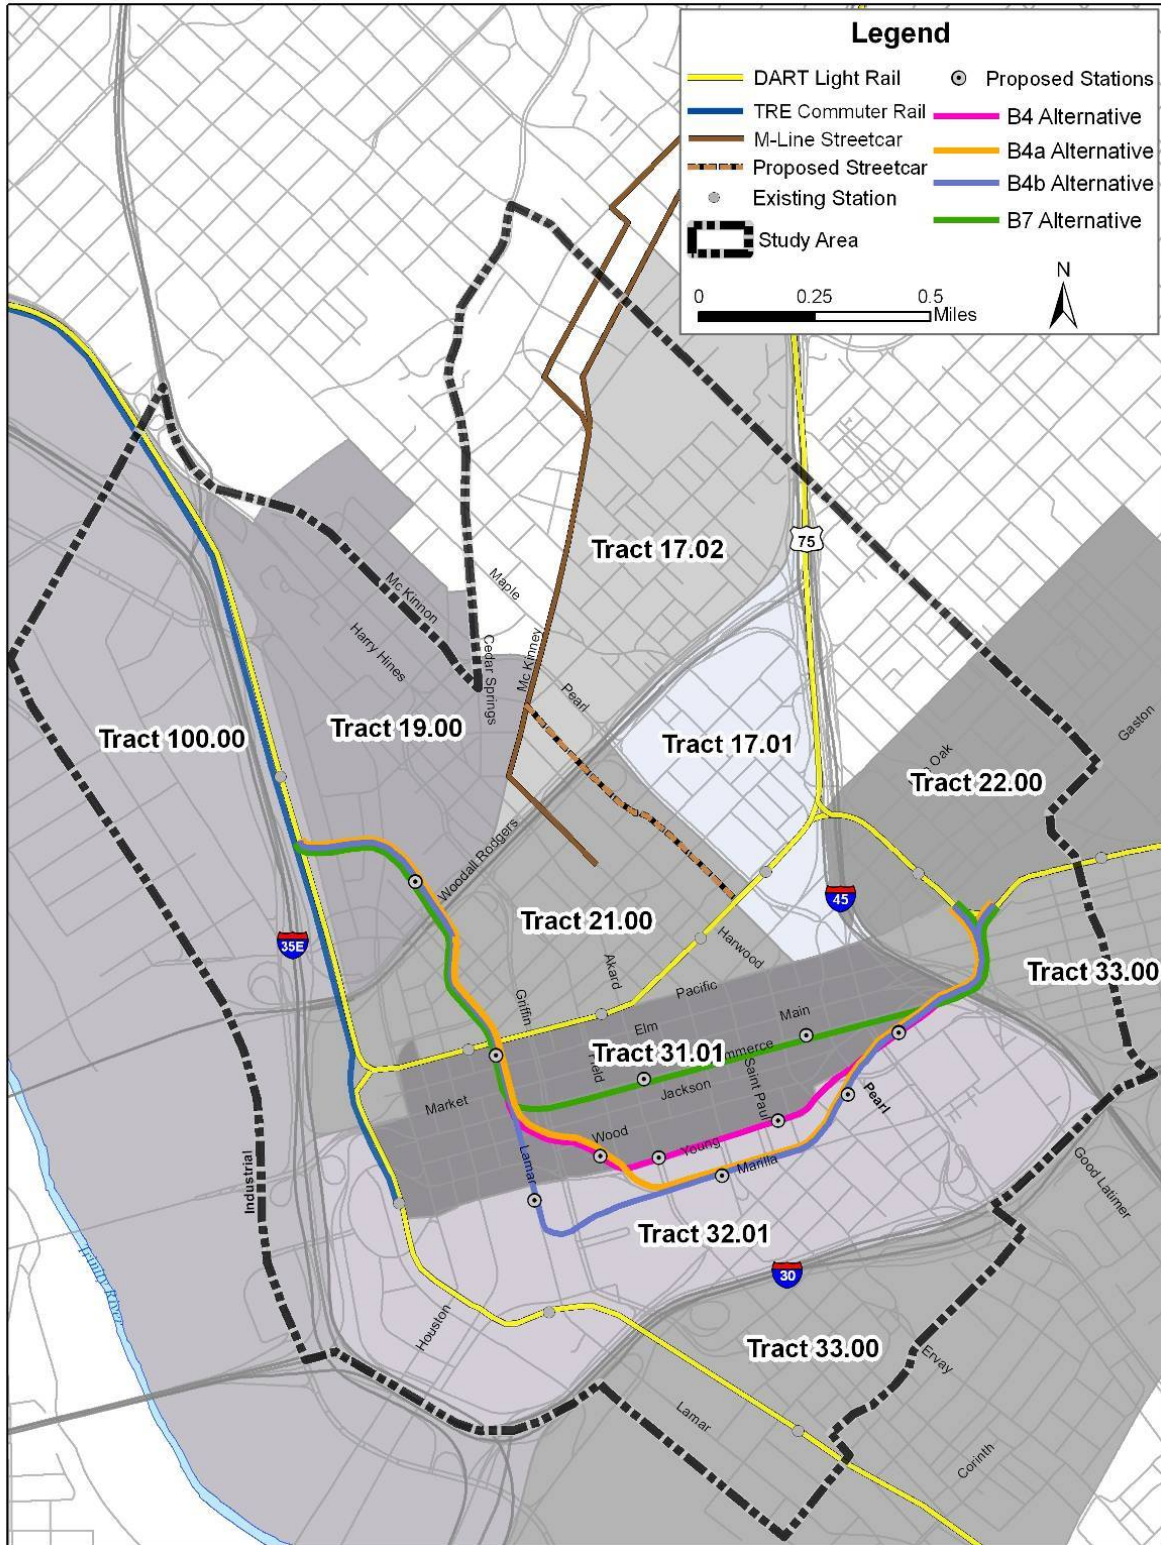 Legend
DART Light Rail
TRE Commuter Rail
M-Line Streetcar
Proposed Streetcar
Existing Station
Study Area
Proposed Stations
B4 Alternative
B4a Alternative
B4b Alternative
B7 Alternative
N
0 0.25 0.5
Miles
Tract 17.02
75
Maple
Mc Kinnon
Harry Hines
Cedar Springs
Mc Kinney
Pearl
Tract 100.00
Tract 19.00
Tract 17.01
Gaston
Oak
Tract 22.00
Woodall Rodgers
45
Tract 21.00
35E
Harwood
Akard
Griffin
Pacific
Tract 33.00
Elm
Main
Tract 31.01
Market
Jackson
Saint Paul
Pearl
Wood
Young
Lamar
Marilla
Industrial
Good Latimer
Tract 32.01
Trinity River
30
Houston
Tract 33.00
Ervay
Lamar
Corinth